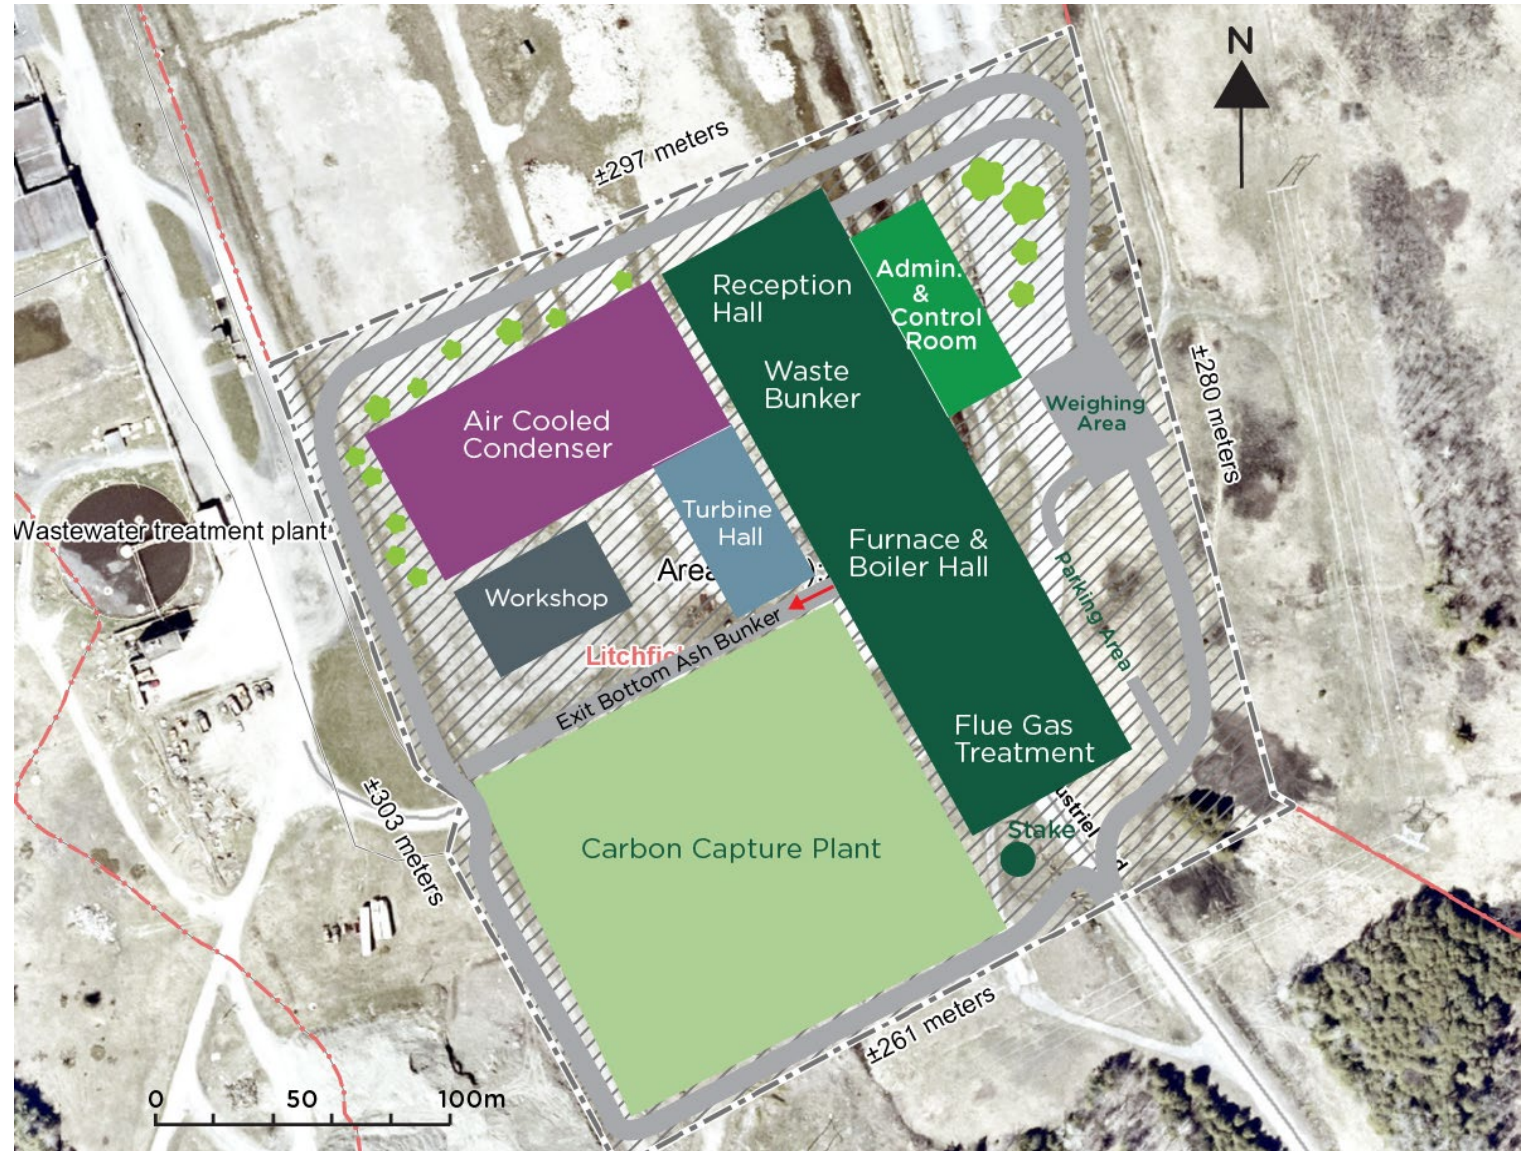 N
±297 meters
Reception
Hall
Admin.
&
Control
Room
Waste
Bunker
±280 meters
Weighing
Area
Air Cooled
Condenser
Turbine
Hall
Wastewater treatment plant
Furnace &
Boiler Hall
Workshop
Parking Area
Exit Bottom Ash Bunker
Flue Gas
Treatment
Stake
±303 meters
Carbon Capture Plant
±261 meters
0 50 100m